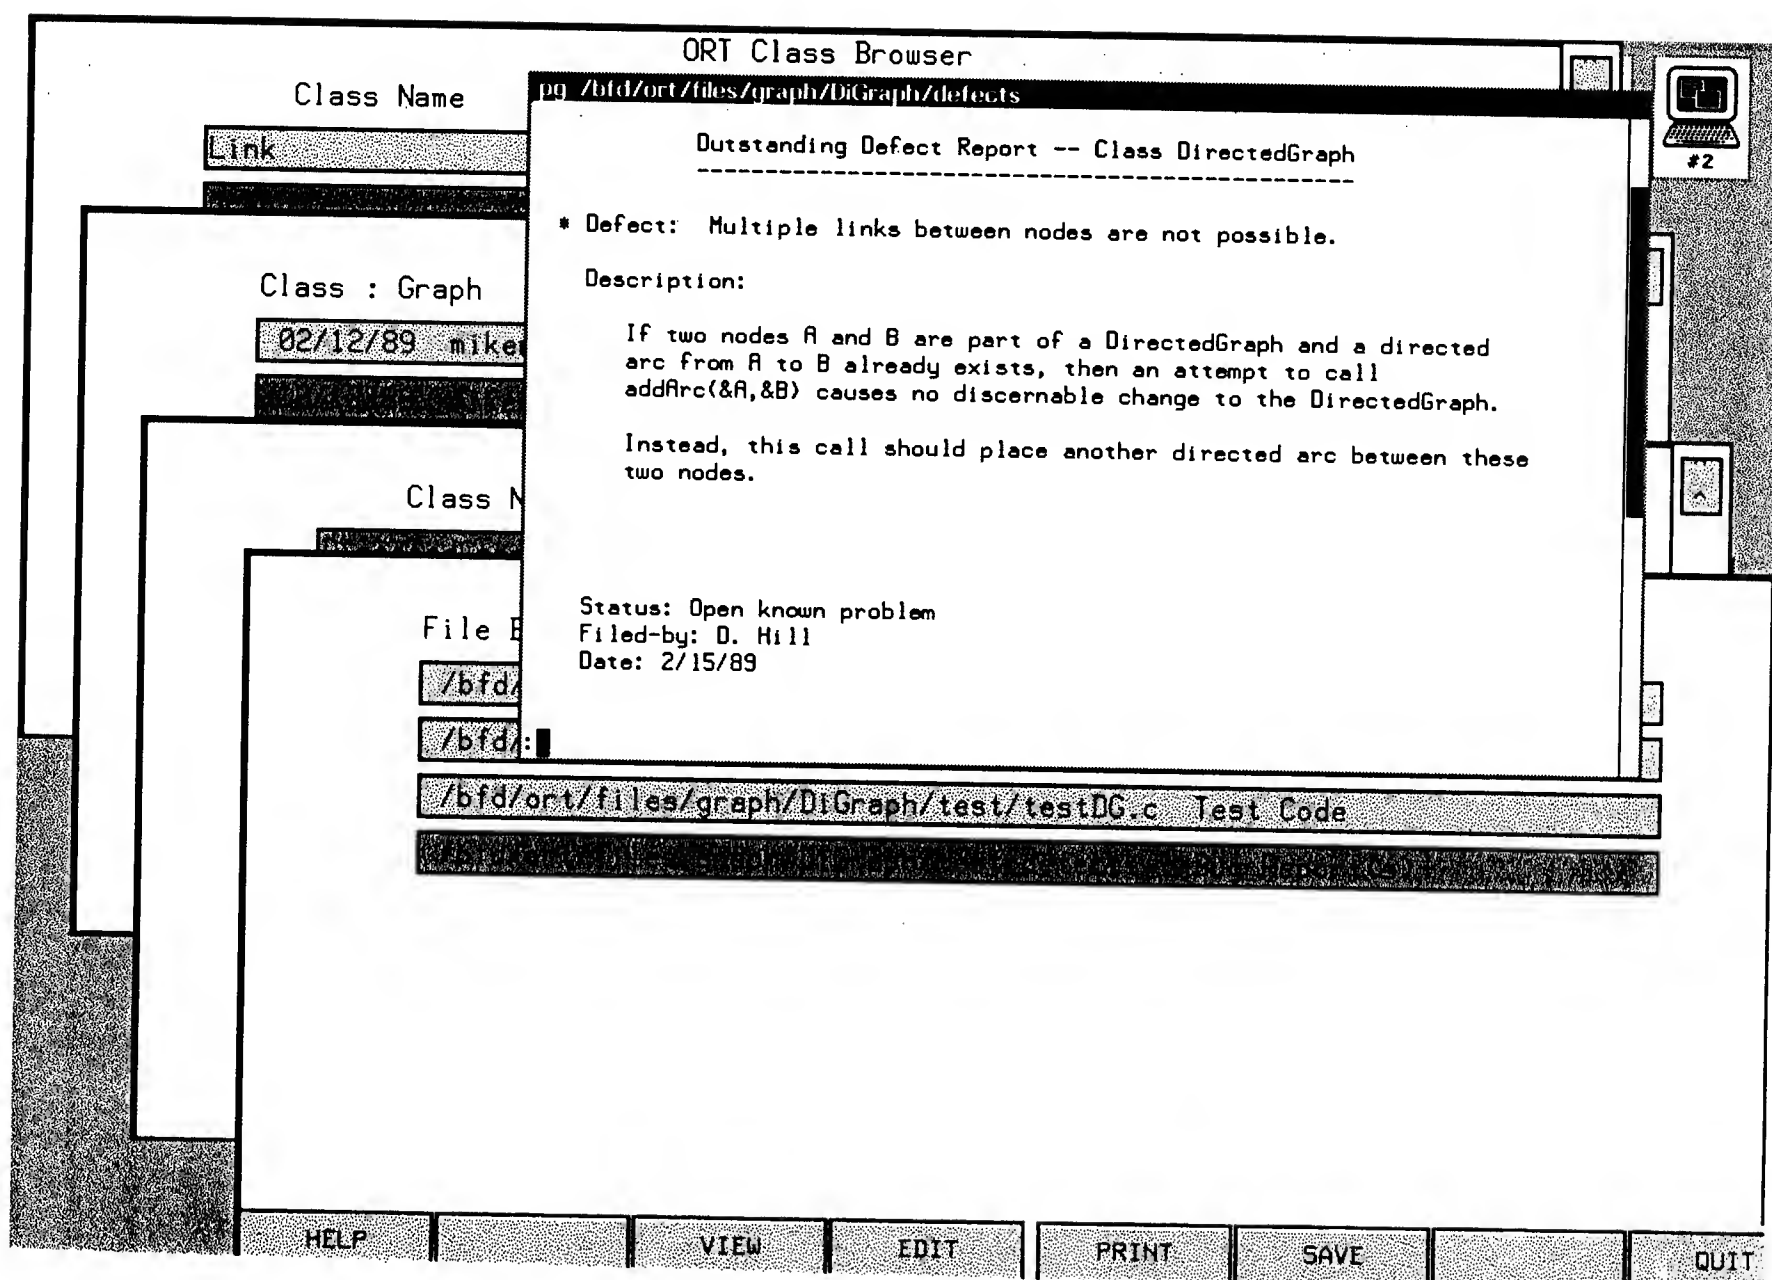 ORT Class Browser
Class Name
Link
pg /bfd/ort/files/graph/DiGraph/defects
Outstanding Defect Report -- Class DirectedGraph
------------------------------------------------
* Defect:  Multiple links between nodes are not possible.
Description:
If two nodes A and B are part of a DirectedGraph and a directed
arc from A to B already exists, then an attempt to call
addArc(&A,&B) causes no discernable change to the DirectedGraph.
Instead, this call should place another directed arc between these
two nodes.
Status: Open known problem
Filed-by: D. Hill
Date: 2/15/89
:
#2
Class : Graph
02/12/89  mike
Class N
^
File
/bfd/
/bfd/
/bfd/ort/files/graph/DiGraph/test/testDG.c  Test Code
Bug Report(s)
HELP
VIEW
EDIT
PRINT
SAVE
QUIT